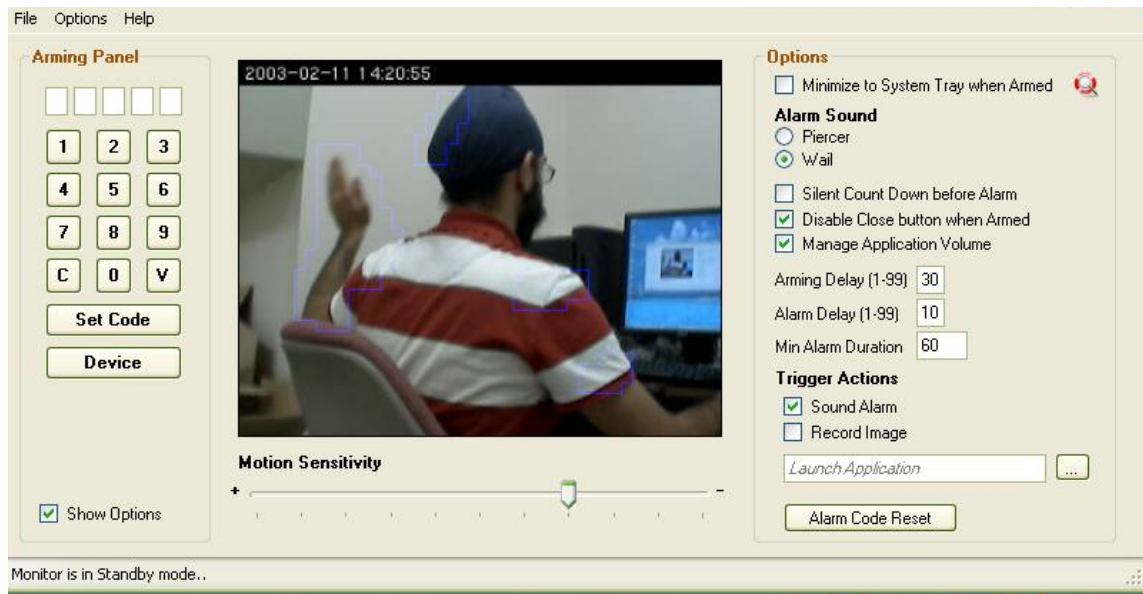 File Options Help
Arming Panel
1 2 3
4 5 6
7 8 9
C 0 V
Set Code
Device
Show Options
2003-02-11 14:20:55
Motion Sensitivity
+ -
Options
Minimize to System Tray when Armed
Alarm Sound
Piercer
Wail
Silent Count Down before Alarm
Disable Close button when Armed
Manage Application Volume
Arming Delay (1-99) 30
Alarm Delay (1-99) 10
Min Alarm Duration 60
Trigger Actions
Sound Alarm
Record Image
Launch Application ...
Alarm Code Reset
Monitor is in Standby mode..